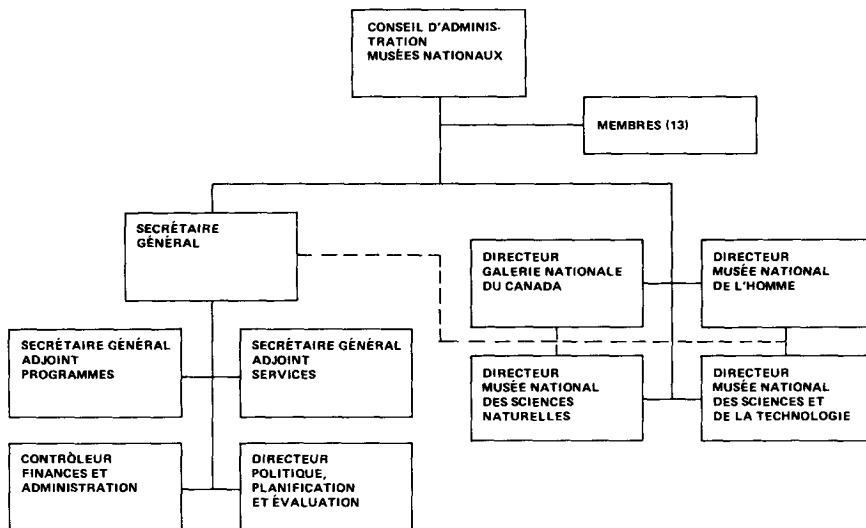 CONSEIL D'ADMINIS-
TRATION
MUSÉES NATIONAUX
MEMBRES (13)
SECRÉTAIRE
GÉNÉRAL
DIRECTEUR
GALERIE NATIONALE
DU CANADA
DIRECTEUR
MUSÉE NATIONAL
DE L'HOMME
SECRÉTAIRE GÉNÉRAL
ADJOINT
PROGRAMMES
SECRÉTAIRE GÉNÉRAL
ADJOINT
SERVICES
DIRECTEUR
MUSÉE NATIONAL
DES SCIENCES
NATURELLES
DIRECTEUR
MUSÉE NATIONAL
DES SCIENCES ET
DE LA TECHNOLOGIE
CONTRÔLEUR
FINANCES ET
ADMINISTRATION
DIRECTEUR
POLITIQUE,
PLANIFICATION
ET ÉVALUATION